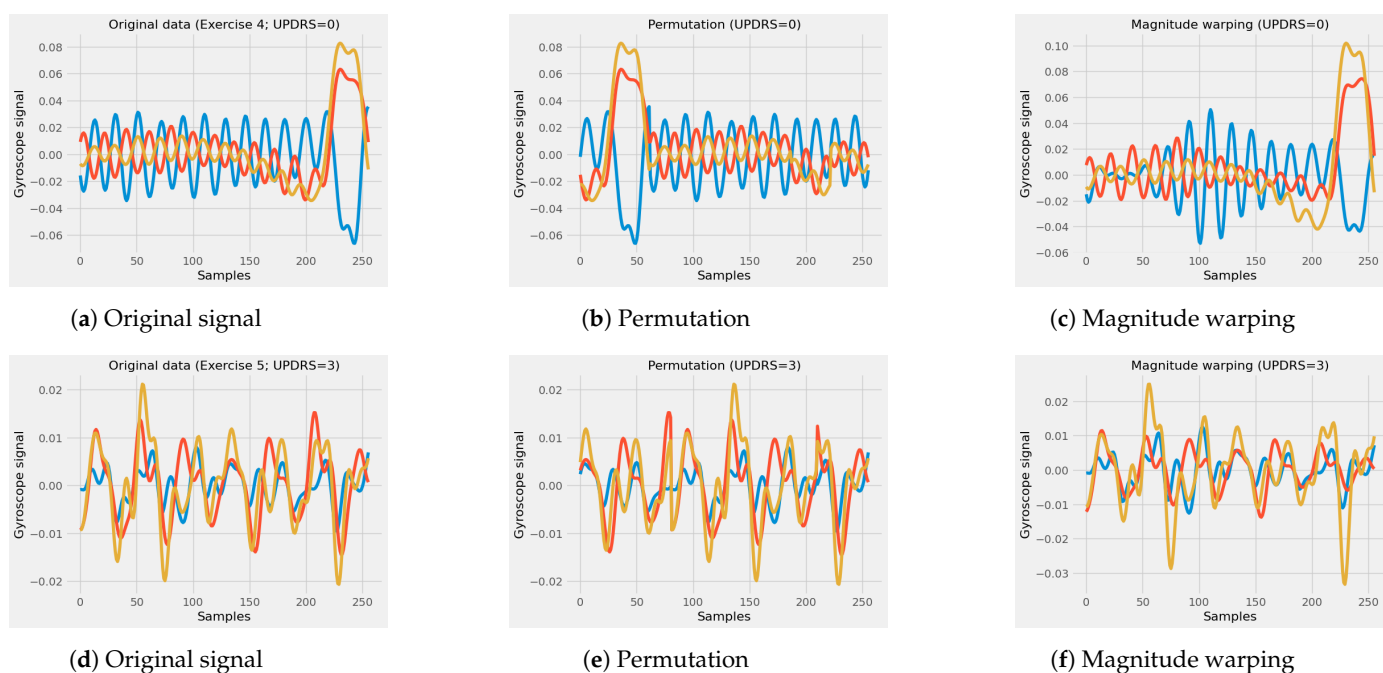 Original data (Exercise 4; UPDRS=0)
Gyroscope signal
0.08
0.06
0.04
0.02
0.00
−0.02
−0.04
−0.06
0 50 100 150 200 250
Samples
(a) Original signal
Permutation (UPDRS=0)
Gyroscope signal
0.08
0.06
0.04
0.02
0.00
−0.02
−0.04
−0.06
0 50 100 150 200 250
Samples
(b) Permutation
Magnitude warping (UPDRS=0)
Gyroscope signal
0.10
0.08
0.06
0.04
0.02
0.00
−0.02
−0.04
−0.06
0 50 100 150 200 250
Samples
(c) Magnitude warping
Original data (Exercise 5; UPDRS=3)
Gyroscope signal
0.02
0.01
0.00
−0.01
−0.02
0 50 100 150 200 250
Samples
(d) Original signal
Permutation (UPDRS=3)
Gyroscope signal
0.02
0.01
0.00
−0.01
−0.02
0 50 100 150 200 250
Samples
(e) Permutation
Magnitude warping (UPDRS=3)
Gyroscope signal
0.02
0.01
0.00
−0.01
−0.02
−0.03
0 50 100 150 200 250
Samples
(f) Magnitude warping